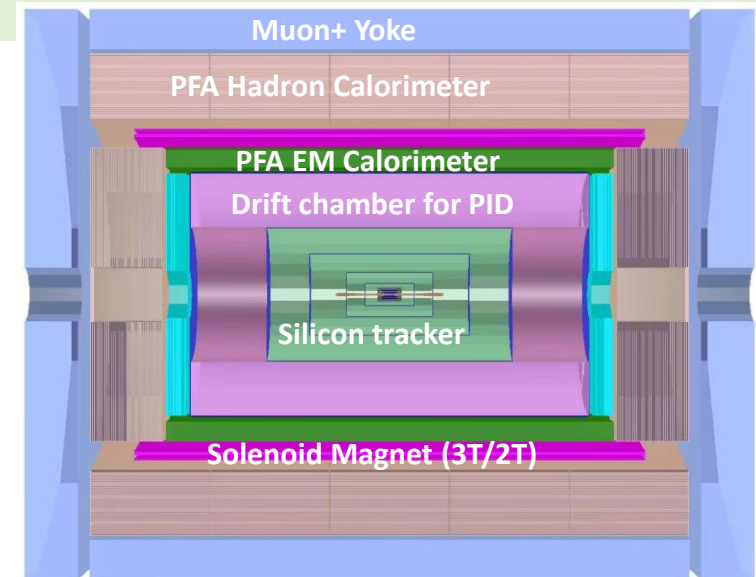 Muon+ Yoke
PFA Hadron Calorimeter
PFA EM Calorimeter
Drift chamber for PID
Silicon tracker
Solenoid Magnet (3T/2T)